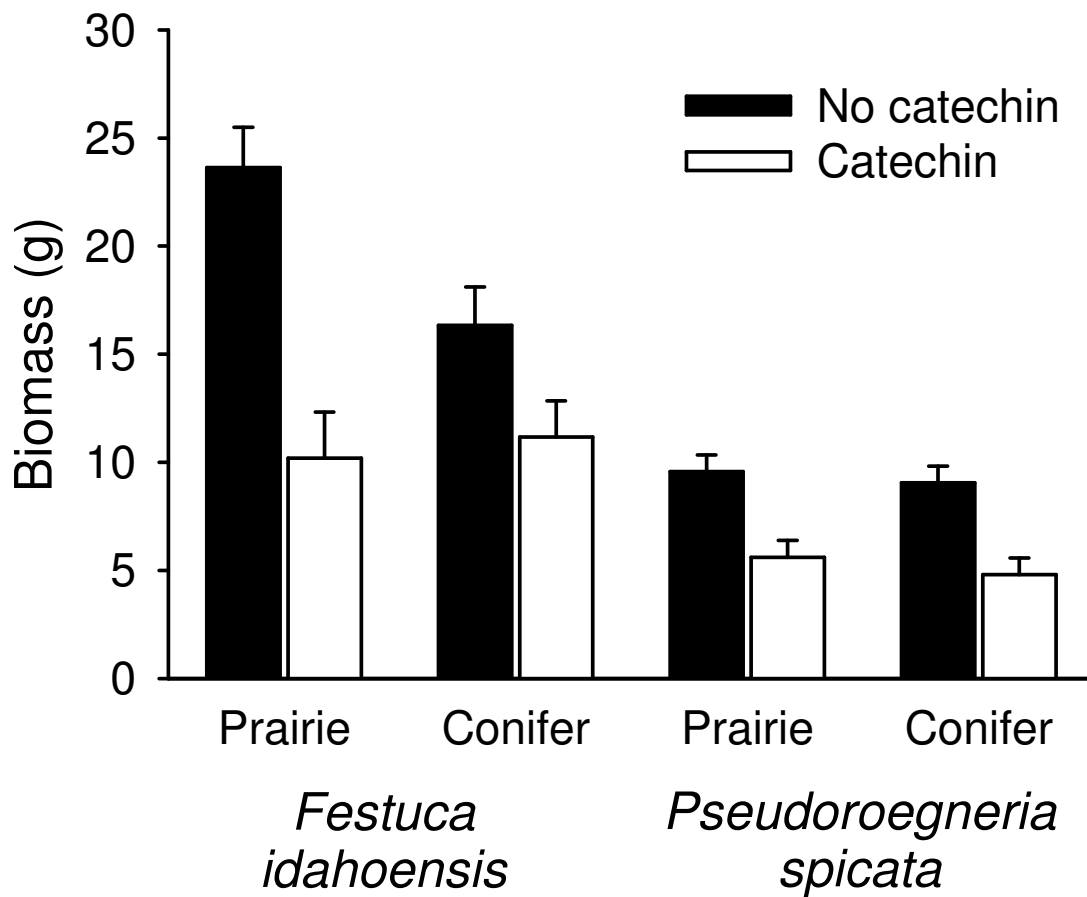 30
25
20
15
10
5
0
Biomass (g)
No catechin
Catechin
Prairie Conifer Prairie Conifer
Festuca idahoensis
Pseudoroegneria spicata